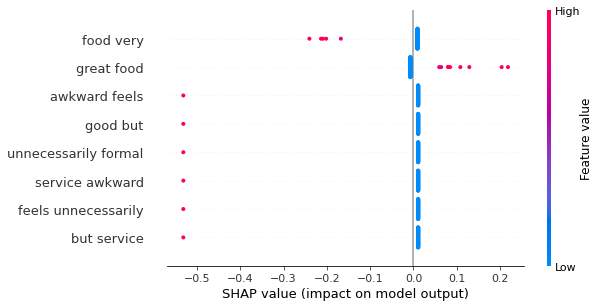 High
food very
great food
awkward feels
good but
unnecessarily formal
service awkward
feels unnecessarily
but service
Feature value
Low
−0.5 −0.4 −0.3 −0.2 −0.1 0.0 0.1 0.2
SHAP value (impact on model output)